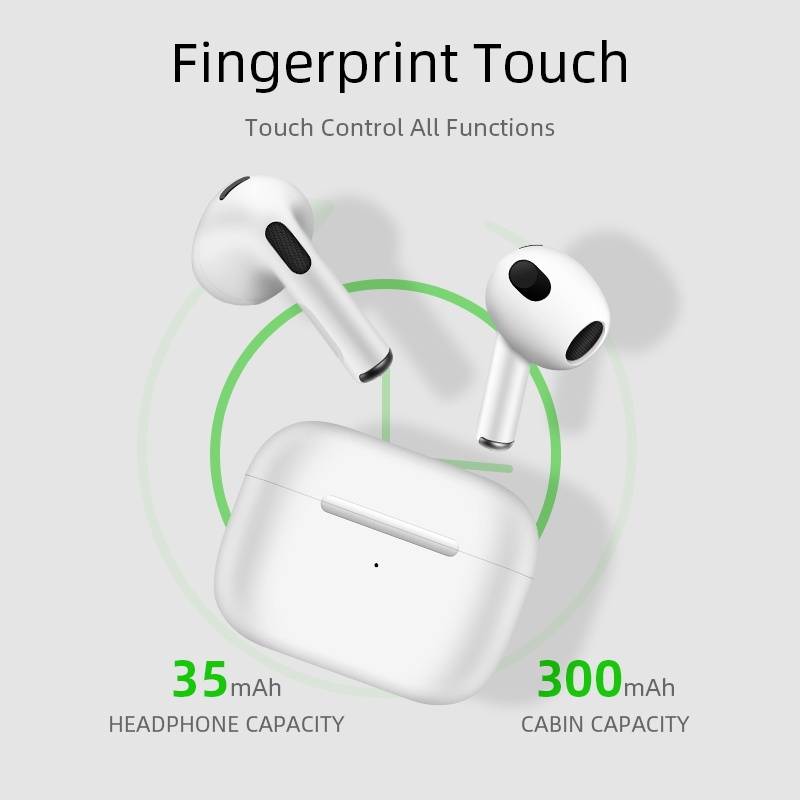 Fingerprint Touch
Touch Control All Functions
35mAh
HEADPHONE CAPACITY
300mAh
CABIN CAPACITY